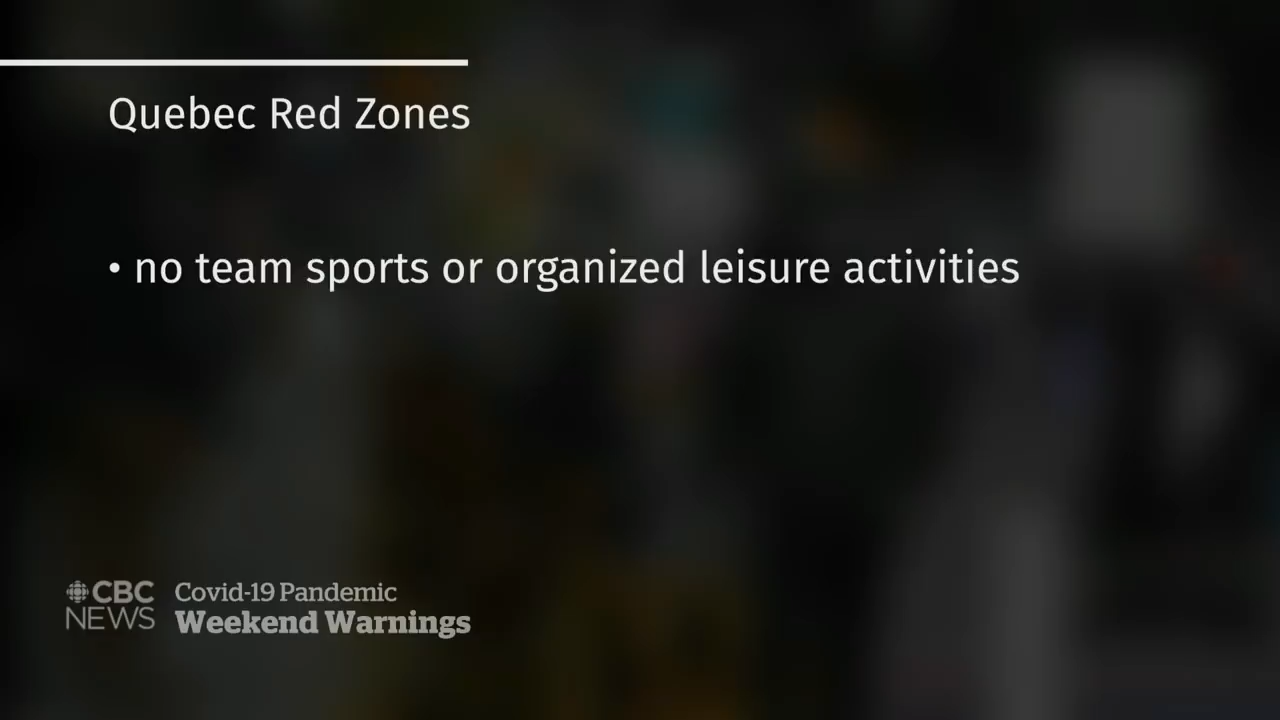 Quebec Red Zones
• no team sports or organized leisure activities
CBC
NEWS
Covid-19 Pandemic
Weekend Warnings